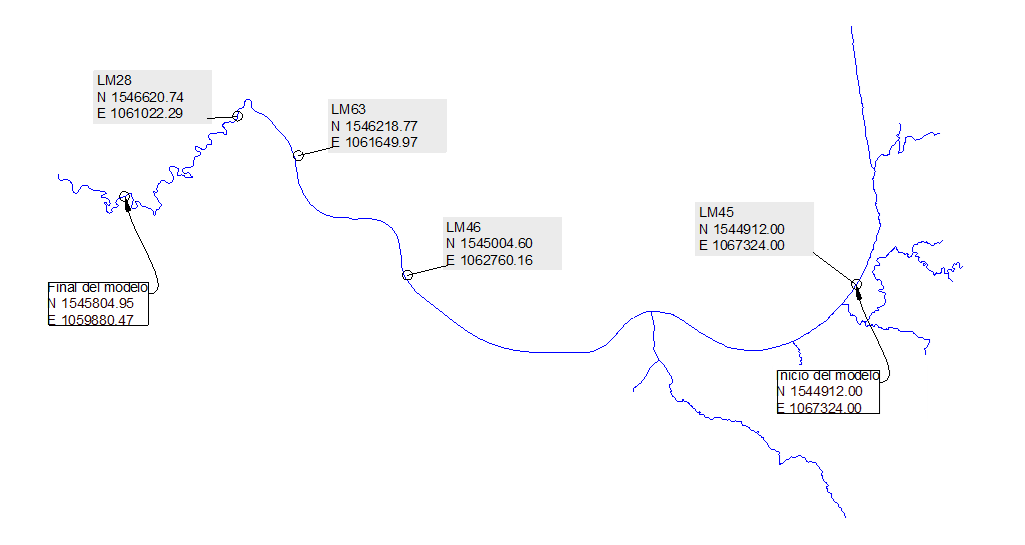 LM28
N 1546620.74
E 1061022.29
LM63
N 1546218.77
E 1061649.97
LM46
N 1545004.60
E 1062760.16
LM45
N 1544912.00
E 1067324.00
Final del modelo
N 1545804.95
E 1059880.47
Inicio del modelo
N 1544912.00
E 1067324.00